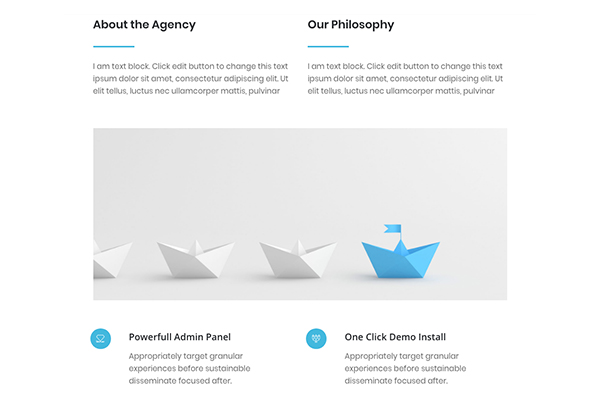 About the Agency
I am text block. Click edit button to change this text
ipsum dolor sit amet, consectetur adipiscing elit. Ut
elit tellus, luctus nec ullamcorper mattis, pulvinar
Our Philosophy
I am text block. Click edit button to change this text
ipsum dolor sit amet, consectetur adipiscing elit. Ut
elit tellus, luctus nec ullamcorper mattis, pulvinar
Powerfull Admin Panel
Appropriately target granular
experiences before sustainable
disseminate focused after.
One Click Demo Install
Appropriately target granular
experiences before sustainable
disseminate focused after.